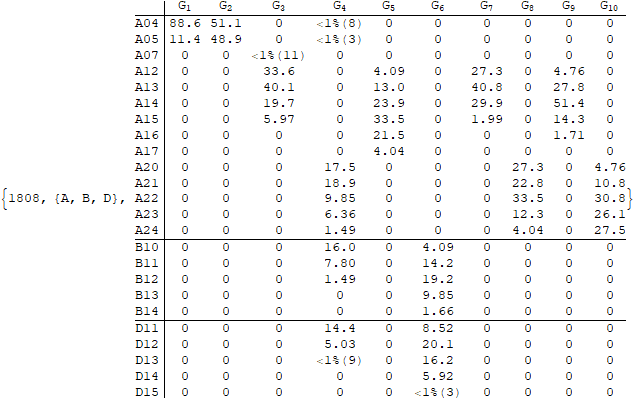 G1 G2 G3 G4 G5 G6 G7 G8 G9 G10
A04 88.6 51.1 0 <1%(8) 0 0 0 0 0 0
A05 11.4 48.9 0 <1%(3) 0 0 0 0 0 0
A07 0 0 <1%(11) 0 0 0 0 0 0 0
A12 0 0 33.6 0 4.09 0 27.3 0 4.76 0
A13 0 0 40.1 0 13.0 0 40.8 0 27.8 0
A14 0 0 19.7 0 23.9 0 29.9 0 51.4 0
A15 0 0 5.97 0 33.5 0 1.99 0 14.3 0
A16 0 0 0 0 21.5 0 0 0 1.71 0
A17 0 0 0 0 4.04 0 0 0 0 0
A20 0 0 0 17.5 0 0 0 27.3 0 4.76
A21 0 0 0 18.9 0 0 0 22.8 0 10.8
{1808, {A, B, D}, A22 0 0 0 9.85 0 0 0 33.5 0 30.8}
A23 0 0 0 6.36 0 0 0 12.3 0 26.1
A24 0 0 0 1.49 0 0 0 4.04 0 27.5
B10 0 0 0 16.0 0 4.09 0 0 0 0
B11 0 0 0 7.80 0 14.2 0 0 0 0
B12 0 0 0 1.49 0 19.2 0 0 0 0
B13 0 0 0 0 0 9.85 0 0 0 0
B14 0 0 0 0 0 1.66 0 0 0 0
D11 0 0 0 14.4 0 8.52 0 0 0 0
D12 0 0 0 5.03 0 20.1 0 0 0 0
D13 0 0 0 <1%(9) 0 16.2 0 0 0 0
D14 0 0 0 0 0 5.92 0 0 0 0
D15 0 0 0 0 0 <1%(3) 0 0 0 0